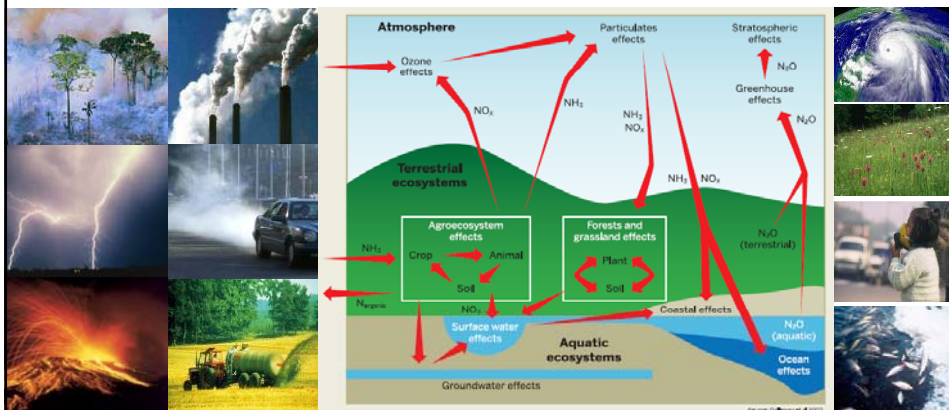 Atmosphere
Particulates
effects
Stratospheric
effects
Ozone
effects
N₂O
Greenhouse
effects
NOₓ
NH₃
NH₃
NOₓ
N₂O
Terrestrial
ecosystems
NH₃
NOₓ
Agroecosystem
effects
Forests and
grassland effects
N₂O
(terrestrial)
NH₃
Crop
Animal
Plant
Soil
Soil
Norganic
NO₃
Coastal effects
Surface water
effects
N₂O
(aquatic)
Aquatic
ecosystems
Ocean
effects
Groundwater effects